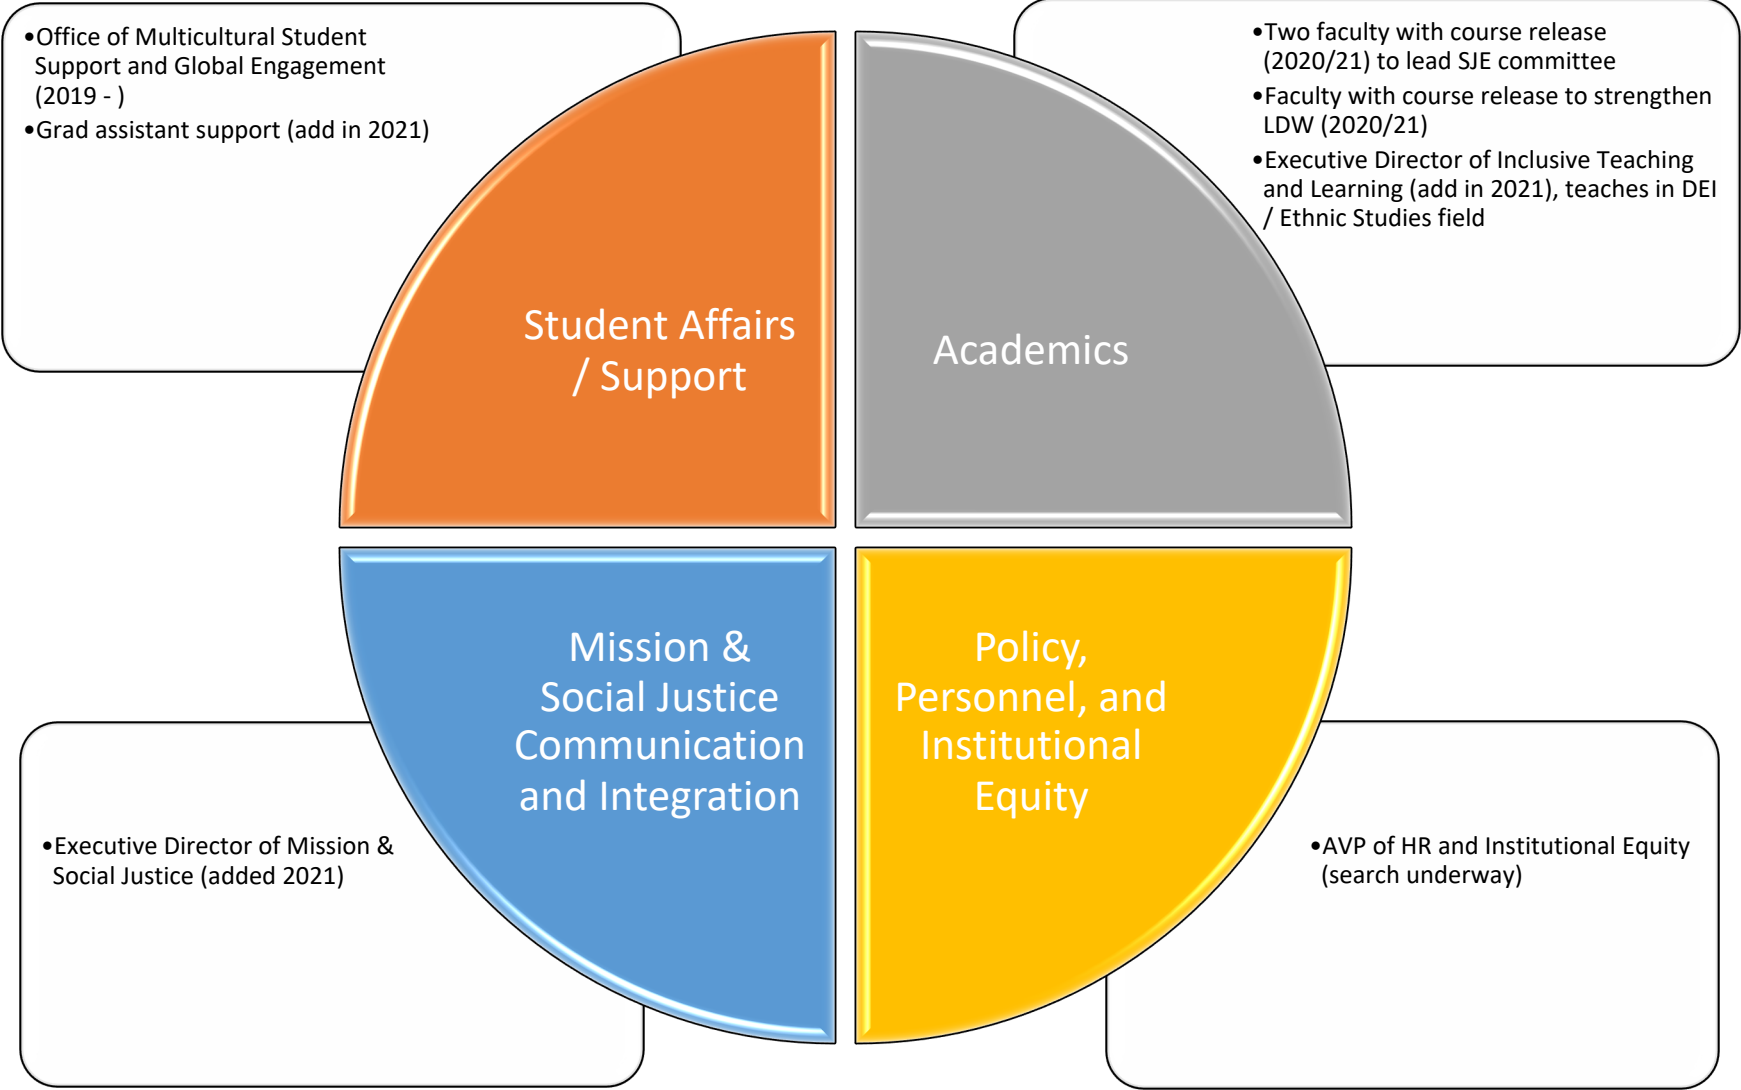 •Office of Multicultural Student
Support and Global Engagement
(2019 - )
•Grad assistant support (add in 2021)
•Two faculty with course release
(2020/21) to lead SJE committee
•Faculty with course release to strengthen
LDW (2020/21)
•Executive Director of Inclusive Teaching
and Learning (add in 2021), teaches in DEI
/ Ethnic Studies field
Student Affairs
/ Support
Academics
Mission &
Social Justice
Communication
and Integration
Policy,
Personnel, and
Institutional
Equity
•Executive Director of Mission &
Social Justice (added 2021)
•AVP of HR and Institutional Equity
(search underway)